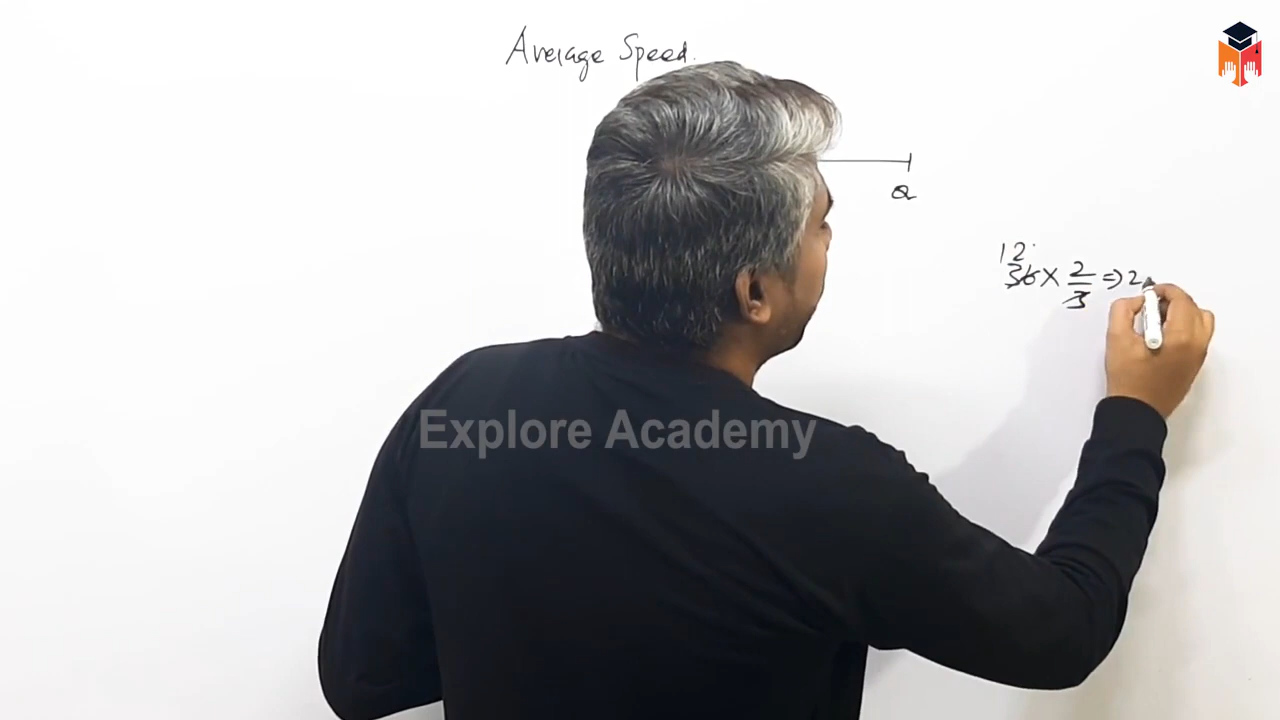 Average Speed.
Q
12
36 × 2/3 ⇒ 2
Explore Academy